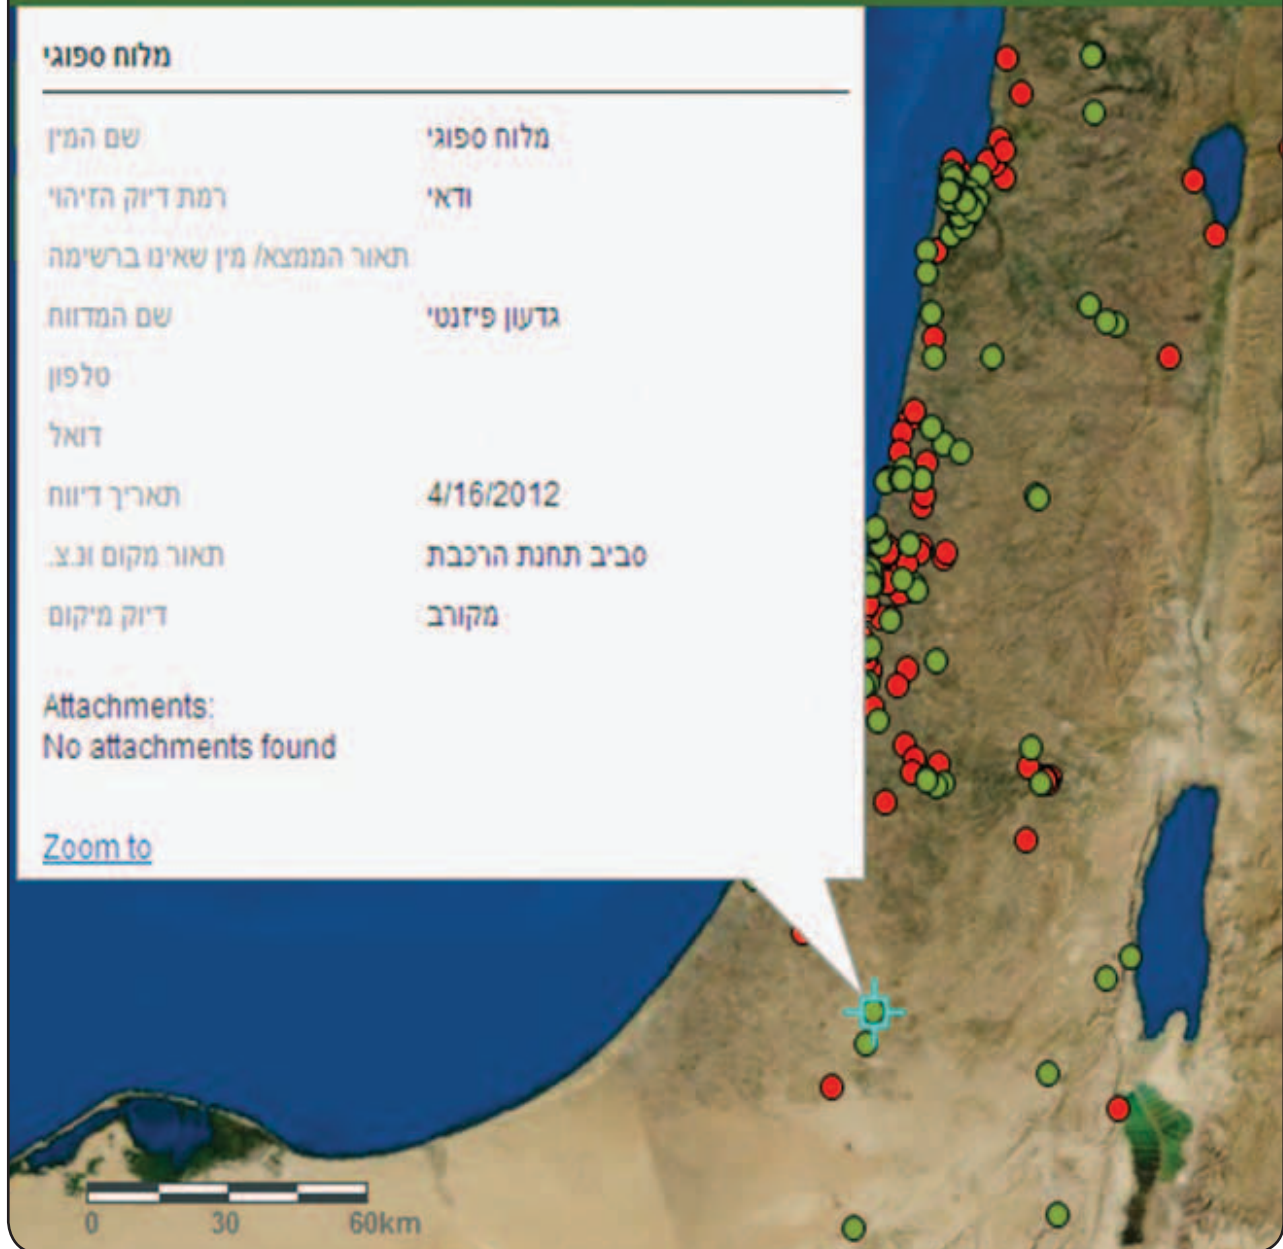 מלוח ספוגי
שם המין מלוח ספוגי
רמת דיוק הזיהוי ודאי
תאור הממצא/ מין שאינו ברשימה
שם המדווח גדעון פיזנטי
טלפון
דואל
תאריך דיווח 4/16/2012
תאור מקום ונ.צ. סביב תחנת הרכבת
דיוק מיקום מקורב
Attachments:
No attachments found
Zoom to
0 30 60km